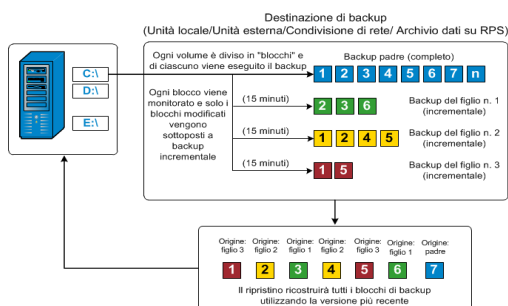 Destinazione di backup
(Unità locale/Unità esterna/Condivisione di rete/ Archivio dati su RPS)
C:\
D:\
E:\
Ogni volume è diviso in "blocchi" e
di ciascuno viene eseguito il backup
Backup padre (completo)
1 2 3 4 5 6 7 n
Ogni blocco viene
monitorato e solo i
blocchi modificati
vengono
sottoposti a
backup
incrementale
(15 minuti)
2 3 6
Backup del figlio n. 1
(incrementale)
(15 minuti)
1 2 4 5
Backup del figlio n. 2
(incrementale)
(15 minuti)
1 5
Backup del figlio n. 3
(incrementale)
Origine: Origine: Origine: Origine: Origine: Origine: Origine:
figlio 3 figlio 2 figlio 1 figlio 2 figlio 3 figlio 1 padre
1 2 3 4 5 6 7
Il ripristino ricostruirà tutti i blocchi di backup
utilizzando la versione più recente